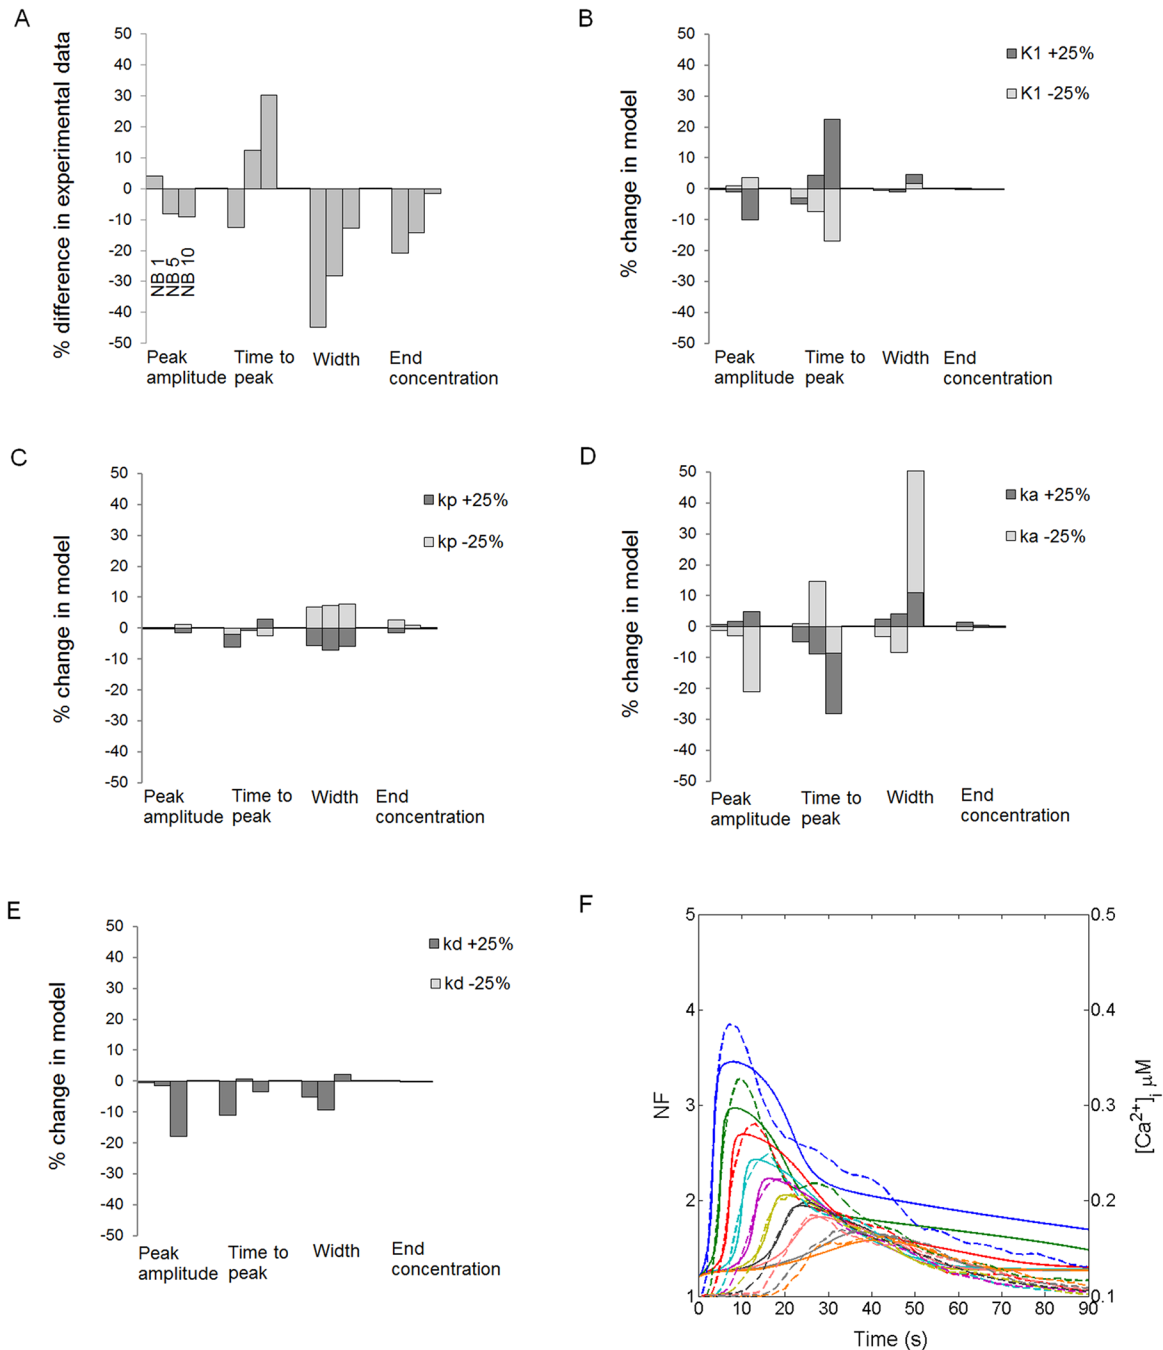 A
% difference in experimental data
50
40
30
20
10
0
-10
-20
-30
-40
-50
NB 1
NB 5
NB 10
Peak amplitude
Time to peak
Width
End concentration
B
% change in model
50
40
30
20
10
0
-10
-20
-30
-40
-50
K1 +25%
K1 -25%
Peak amplitude
Time to peak
Width
End concentration
C
% change in model
50
40
30
20
10
0
-10
-20
-30
-40
-50
kp +25%
kp -25%
Peak amplitude
Time to peak
Width
End concentration
D
% change in model
50
40
30
20
10
0
-10
-20
-30
-40
-50
ka +25%
ka -25%
Peak amplitude
Time to peak
Width
End concentration
E
% change in model
50
40
30
20
10
0
-10
-20
-30
-40
-50
kd +25%
kd -25%
Peak amplitude
Time to peak
Width
End concentration
F
NF
5
4
3
2
1
0.5
0.4
0.3
0.2
0.1
[Ca²⁺]ᵢ μM
0 10 20 30 40 50 60 70 80 90
Time (s)